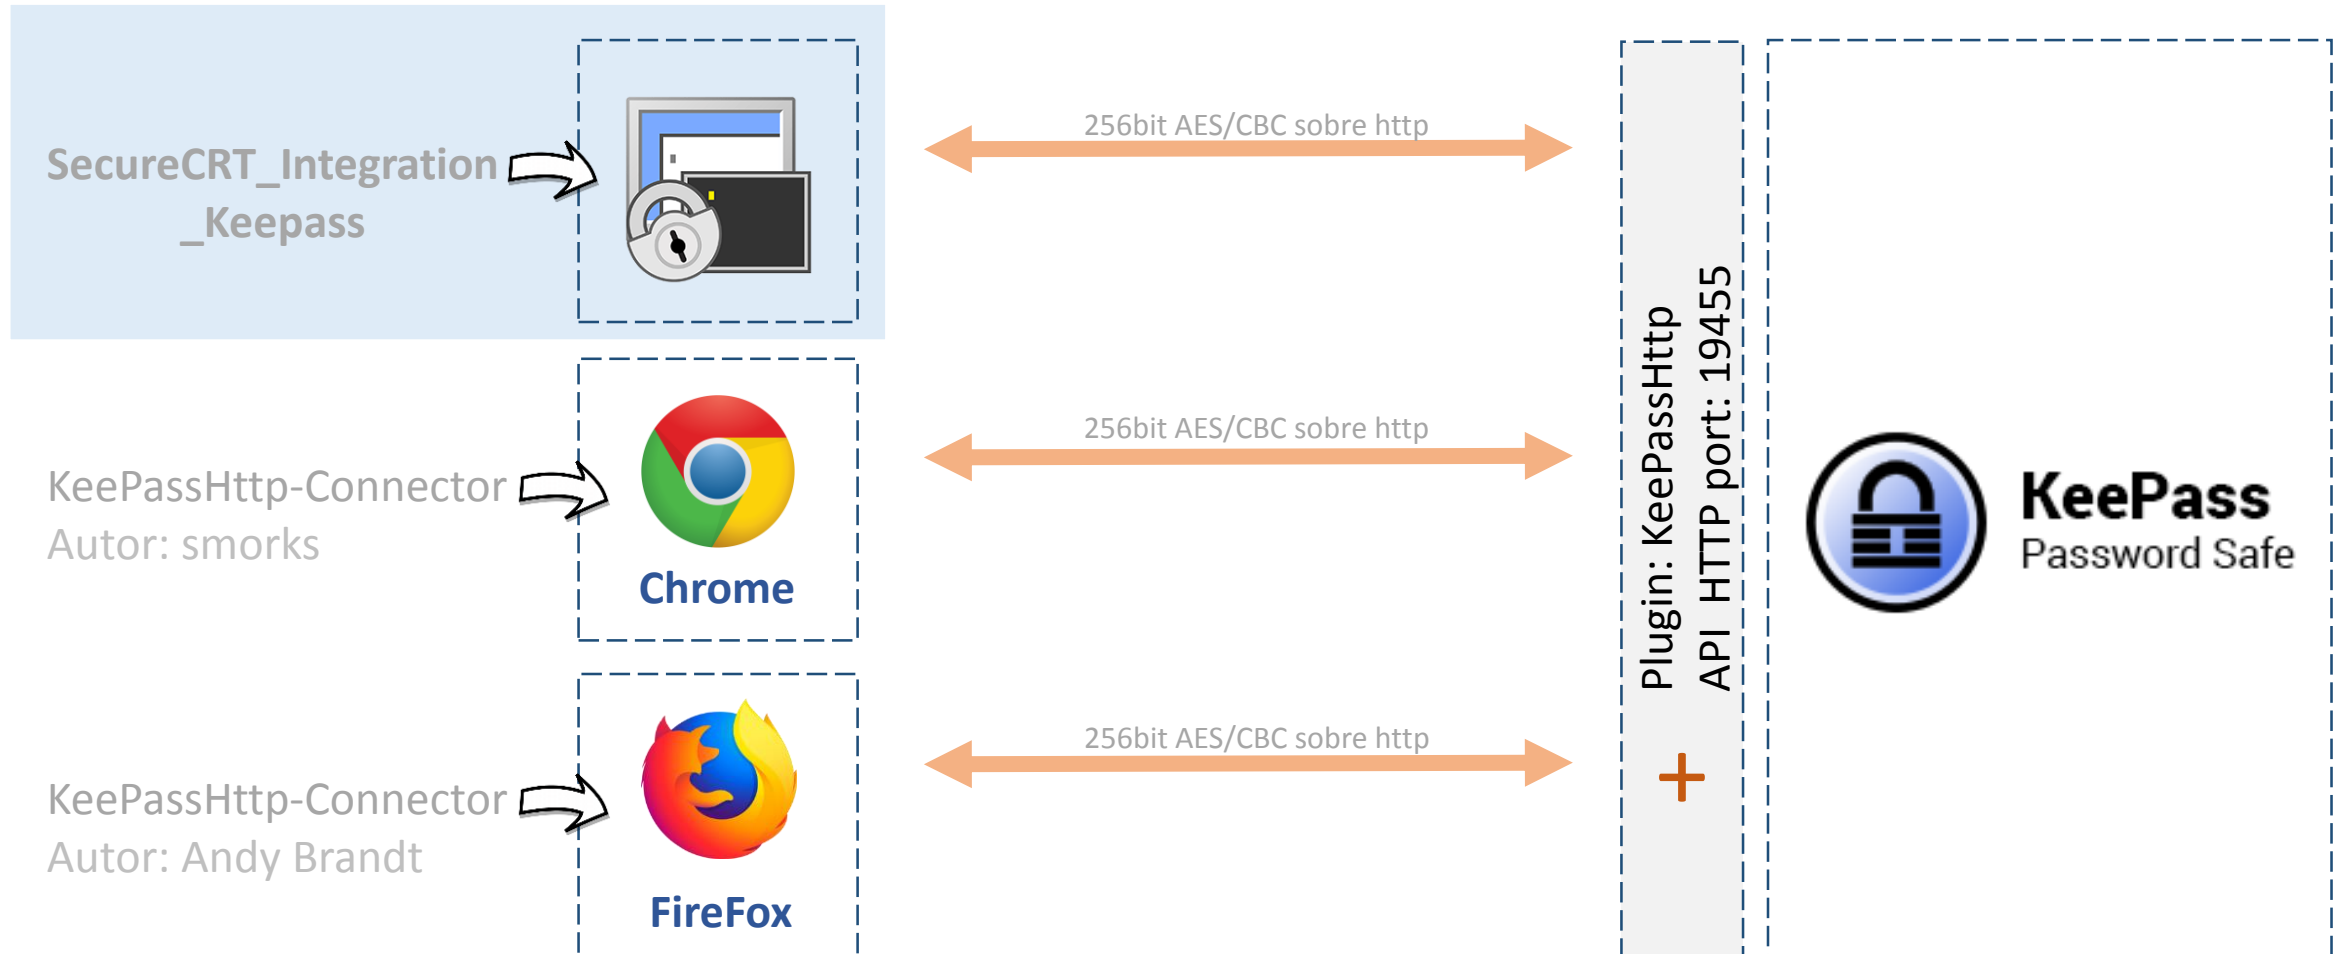 SecureCRT_Integration
_Keepass
256bit AES/CBC sobre http
KeePassHttp-Connector
Autor: smorks
Chrome
256bit AES/CBC sobre http
KeePassHttp-Connector
Autor: Andy Brandt
FireFox
256bit AES/CBC sobre http
Plugin: KeePassHttp
API HTTP port: 19455
+
KeePass
Password Safe